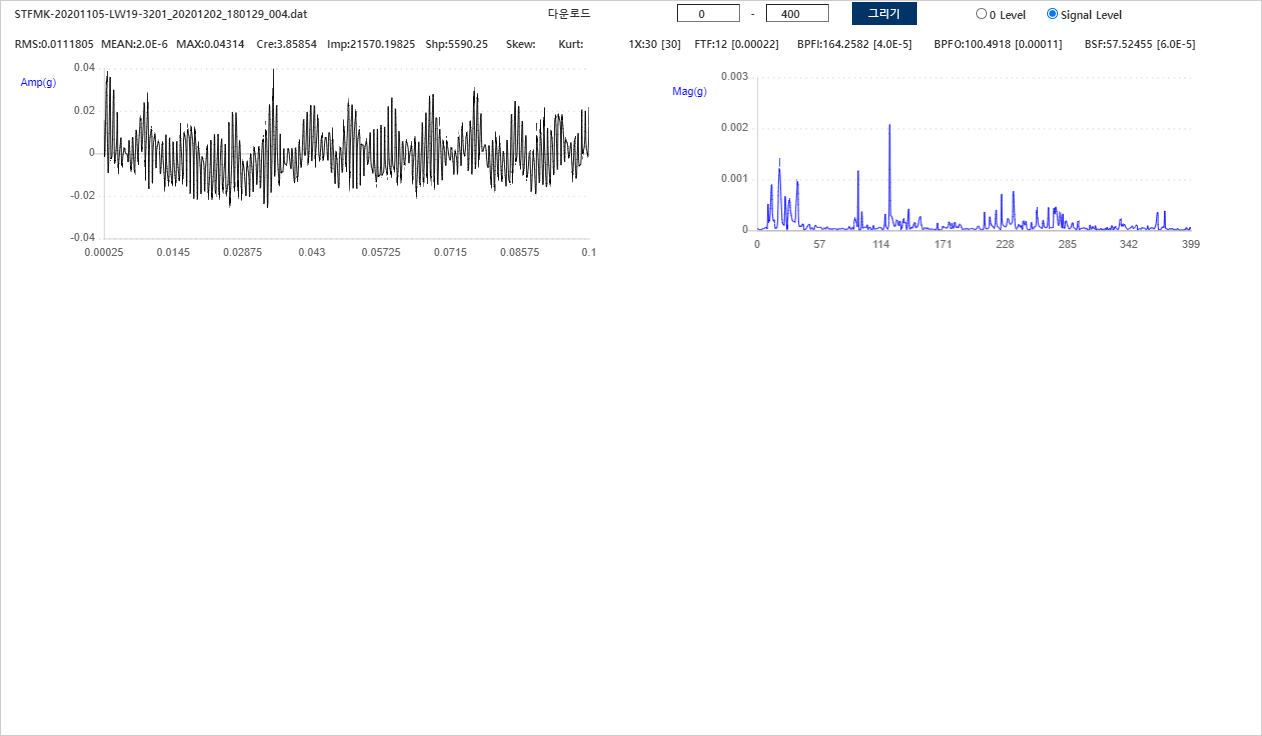 STFMK-20201105-LW19-3201_20201202_180129_004.dat 다운로드 0 - 400 그리기 0 Level Signal Level
RMS:0.0111805 MEAN:2.0E-6 MAX:0.04314 Cre:3.85854 Imp:21570.19825 Shp:5590.25 Skew: Kurt: 1X:30 [30] FTF:12 [0.00022] BPFI:164.2582 [4.0E-5] BPFO:100.4918 [0.00011] BSF:57.52455 [6.0E-5]
Amp(g)
0.04
0.02
0
-0.02
-0.04
0.00025 0.0145 0.02875 0.043 0.05725 0.0715 0.08575 0.1
Mag(g)
0.003
0.002
0.001
0
0 57 114 171 228 285 342 399